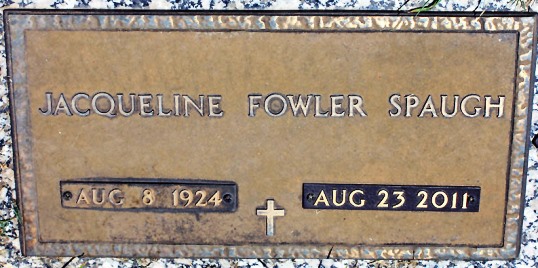 JACQUELINE FOWLER SPAUGH
AUG 8 1924 AUG 23 2011